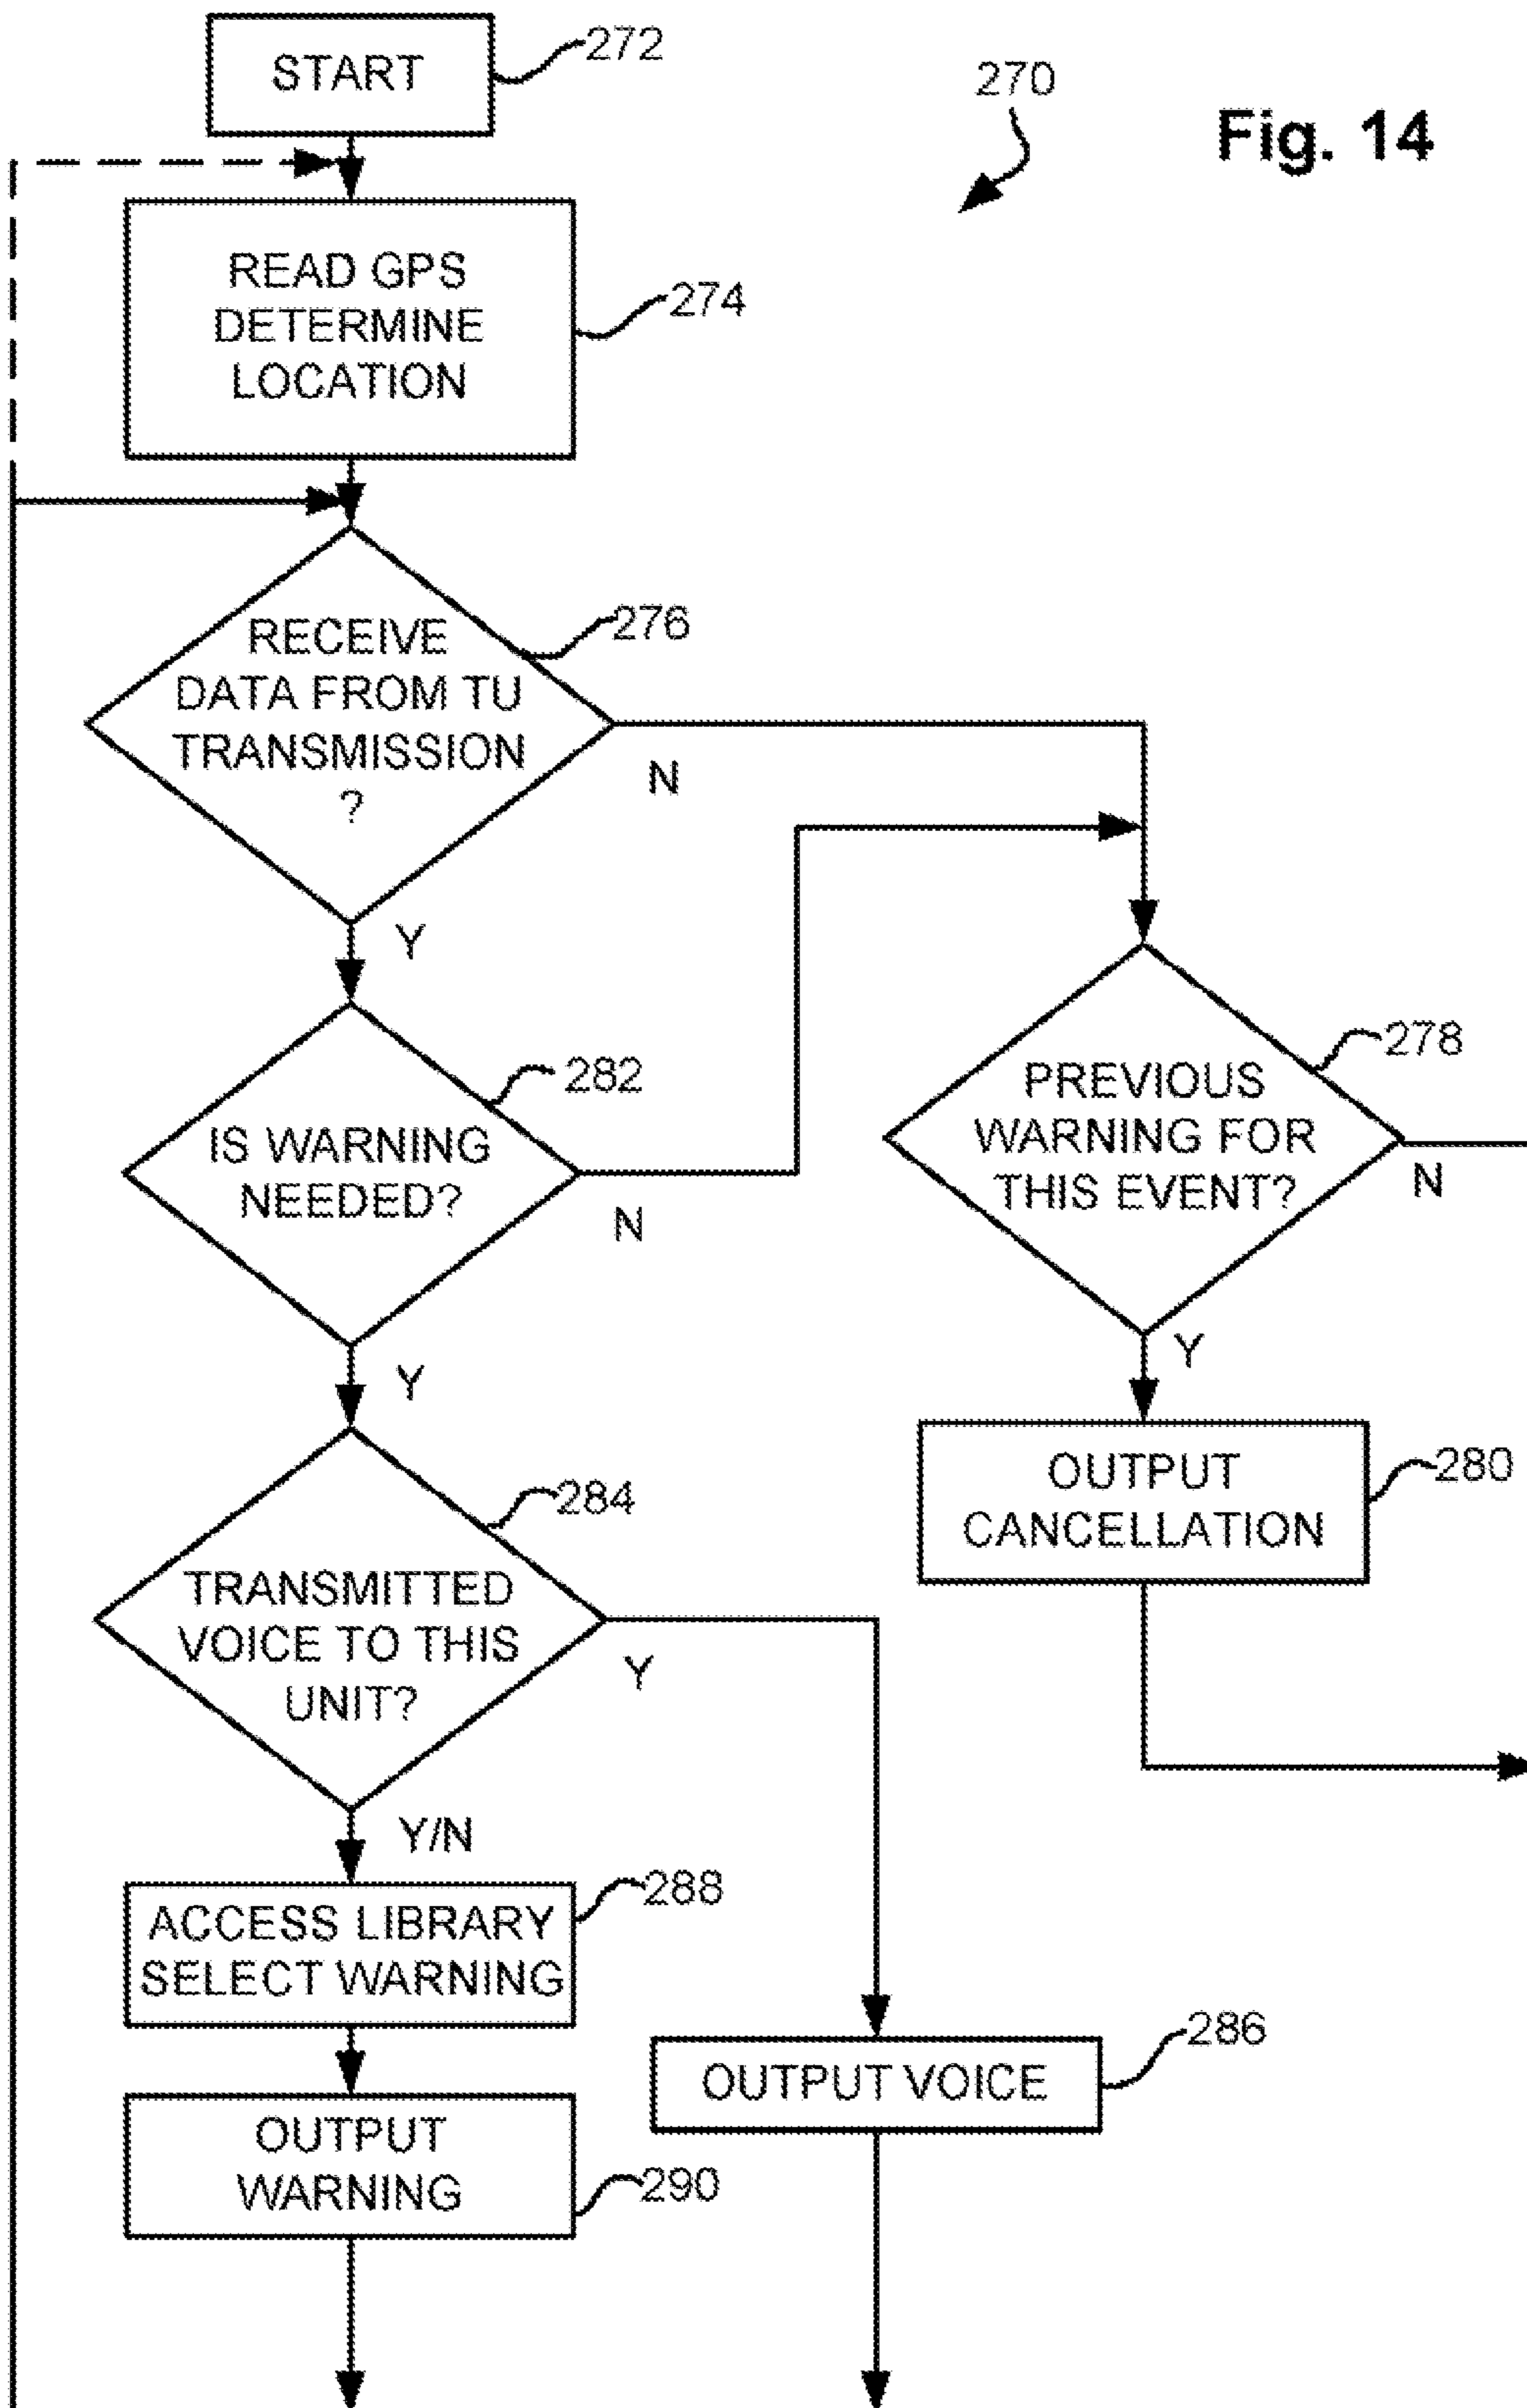 START
272
270
Fig. 14
READ GPS
DETERMINE
LOCATION
274
RECEIVE
DATA FROM TU
TRANSMISSION
?
276
N
Y
IS WARNING
NEEDED?
282
N
Y
PREVIOUS
WARNING FOR
THIS EVENT?
278
N
Y
OUTPUT
CANCELLATION
280
TRANSMITTED
VOICE TO THIS
UNIT?
284
Y
Y/N
ACCESS LIBRARY
SELECT WARNING
288
OUTPUT VOICE
286
OUTPUT
WARNING
290